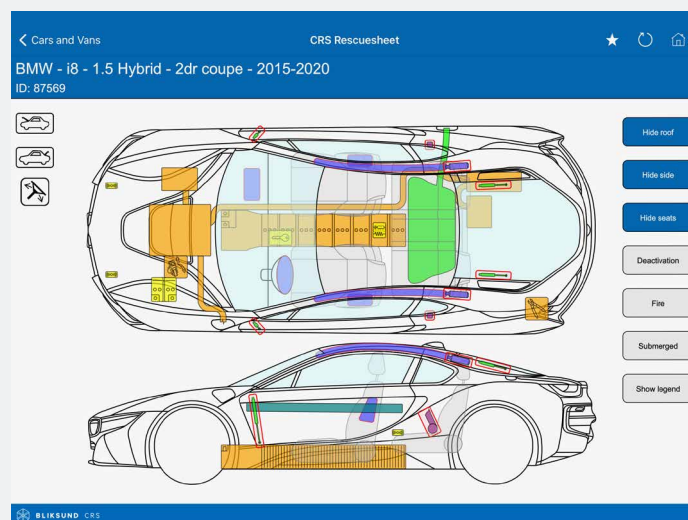 Cars and Vans
CRS Rescuesheet
BMW - i8 - 1.5 Hybrid - 2dr coupe - 2015-2020
ID: 87569
Hide roof
Hide side
Hide seats
Deactivation
Fire
Submerged
Show legend
BLIKSUND CRS